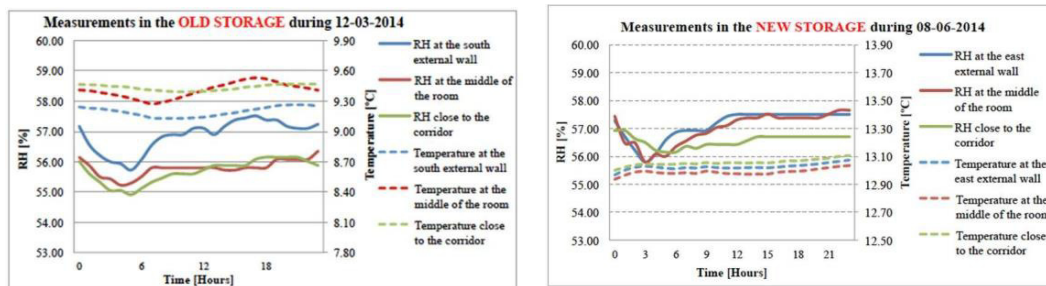 Measurements in the OLD STORAGE during 12-03-2014
60.00
59.00
58.00
57.00
56.00
55.00
54.00
53.00
RH [%]
0
6
12
18
Time [Hours]
9.90
9.60
9.30
9.00
8.70
8.40
8.10
7.80
Temperature [°C]
RH at the south
external wall
RH at the middle of
the room
RH close to the
corridor
Temperature at the
south external wall
Temperature at the
middle of the room
Temperature close
to the corridor
Measurements in the NEW STORAGE during 08-06-2014
60.00
59.00
58.00
57.00
56.00
55.00
54.00
53.00
RH [%]
0
3
6
9
12
15
18
21
Time [Hours]
13.90
13.70
13.50
13.30
13.10
12.90
12.70
12.50
Temperature [°C]
RH at the east
external wall
RH at the middle
of the room
RH close to the
corridor
Temperature at the
east external wall
Temperature at the
middle of the room
Temperature close
to the corridor